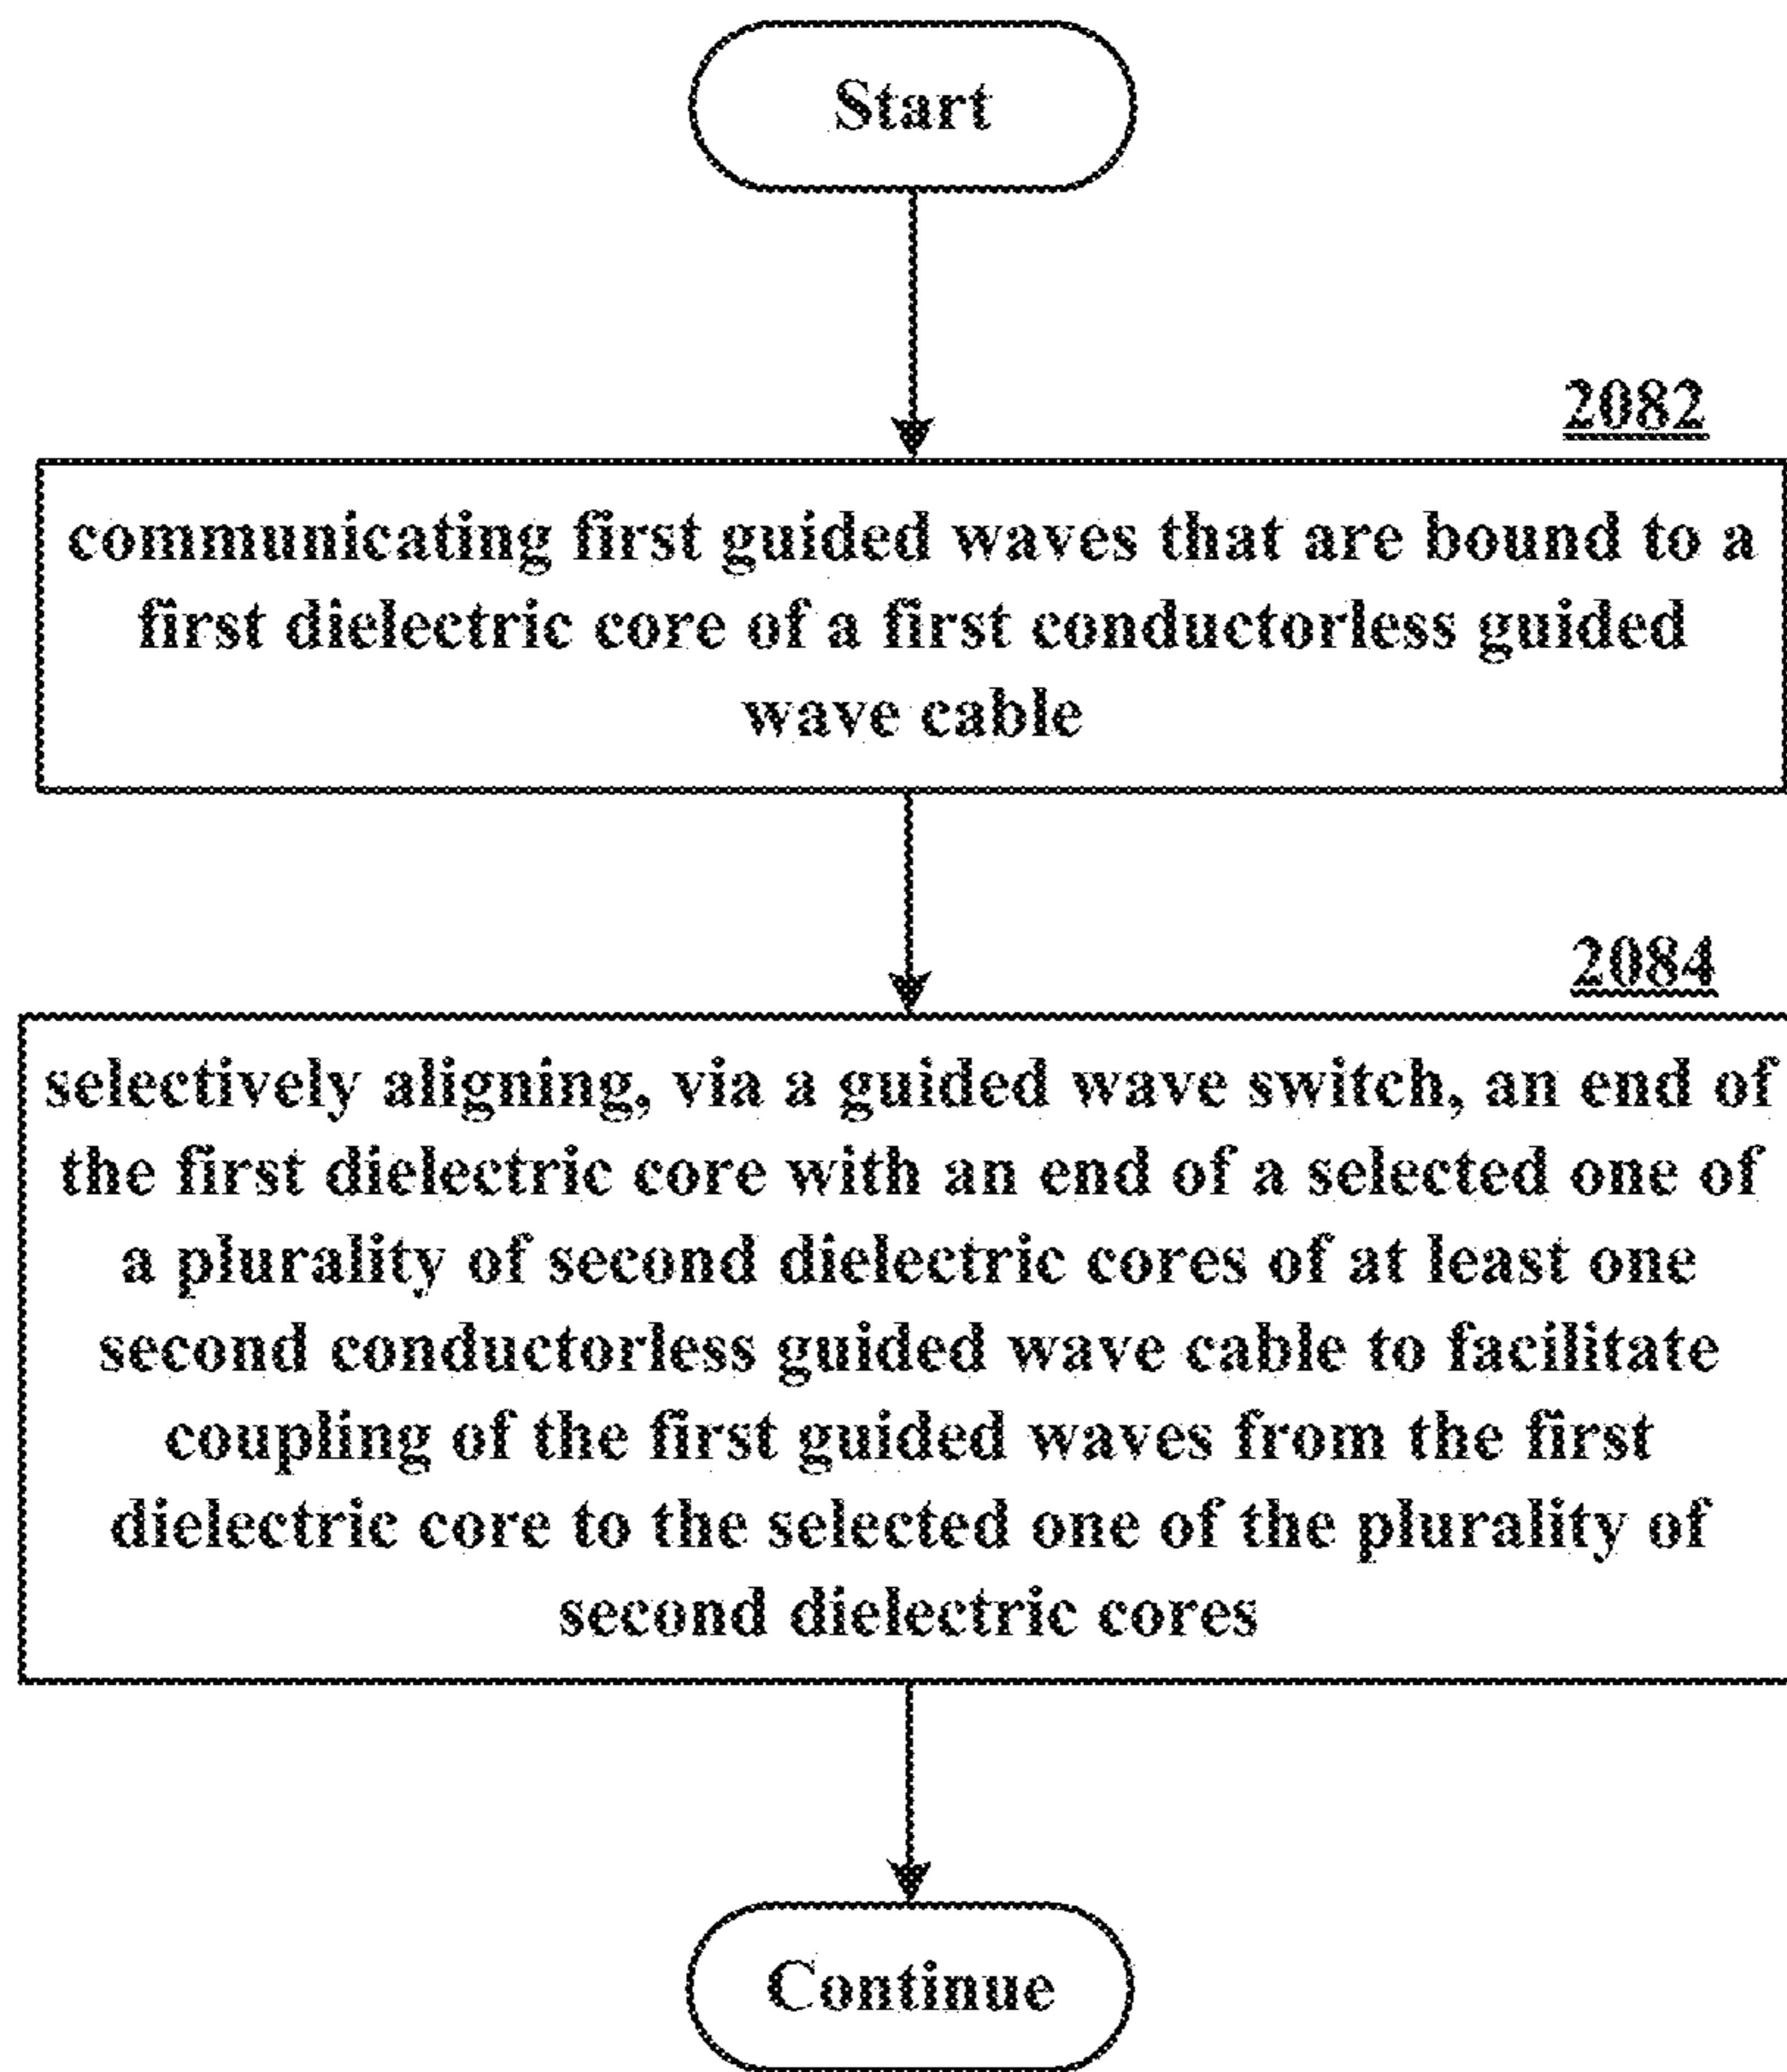 Start
2082
communicating first guided waves that are bound to a
first dielectric core of a first conductorless guided
wave cable
2084
selectively aligning, via a guided wave switch, an end of
the first dielectric core with an end of a selected one of
a plurality of second dielectric cores of at least one
second conductorless guided wave cable to facilitate
coupling of the first guided waves from the first
dielectric core to the selected one of the plurality of
second dielectric cores
Continue